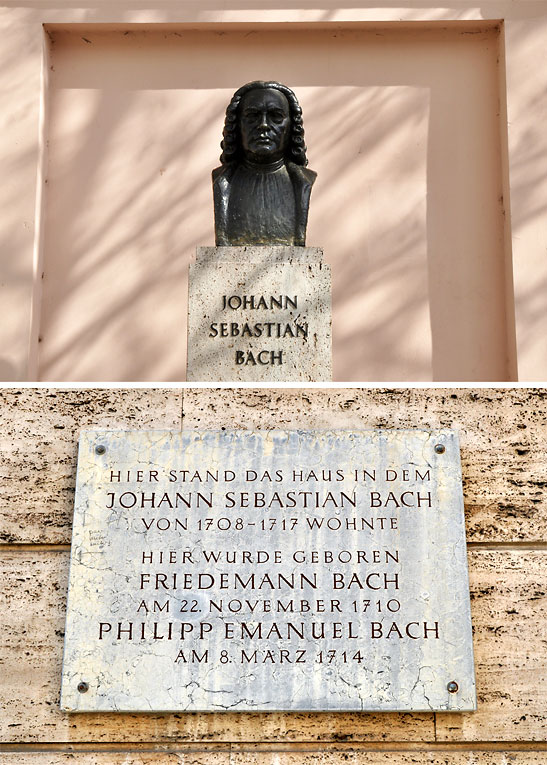 JOHANN
SEBASTIAN
BACH
HIER STAND DAS HAUS IN DEM
JOHANN SEBASTIAN BACH
VON 1708–1717 WOHNTE
HIER WURDE GEBOREN
FRIEDEMANN BACH
AM 22. NOVEMBER 1710
PHILIPP EMANUEL BACH
AM 8. MÄRZ 1714